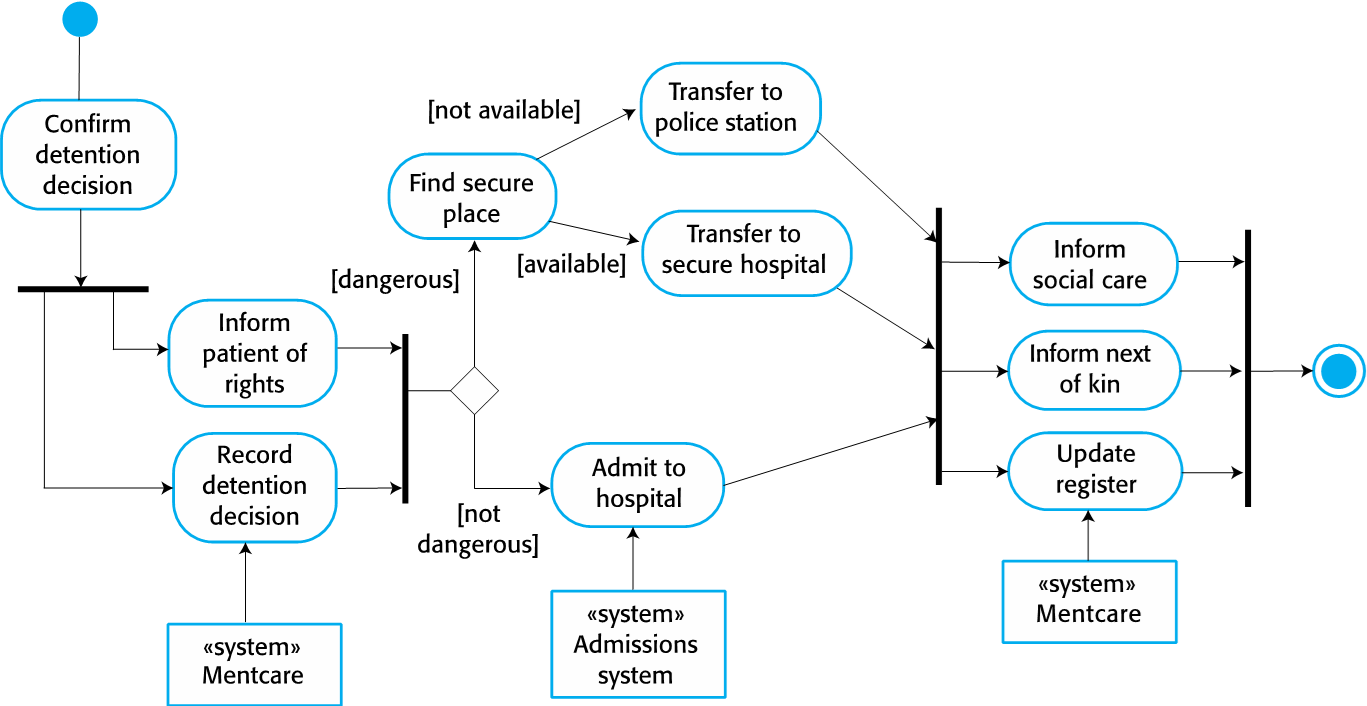 Confirm
detention
decision
Inform
patient of
rights
Record
detention
decision
«system»
Mentcare
[dangerous]
[not
dangerous]
Find secure
place
[not available]
[available]
Transfer to
police station
Transfer to
secure hospital
Admit to
hospital
«system»
Admissions
system
Inform
social care
Inform next
of kin
Update
register
«system»
Mentcare